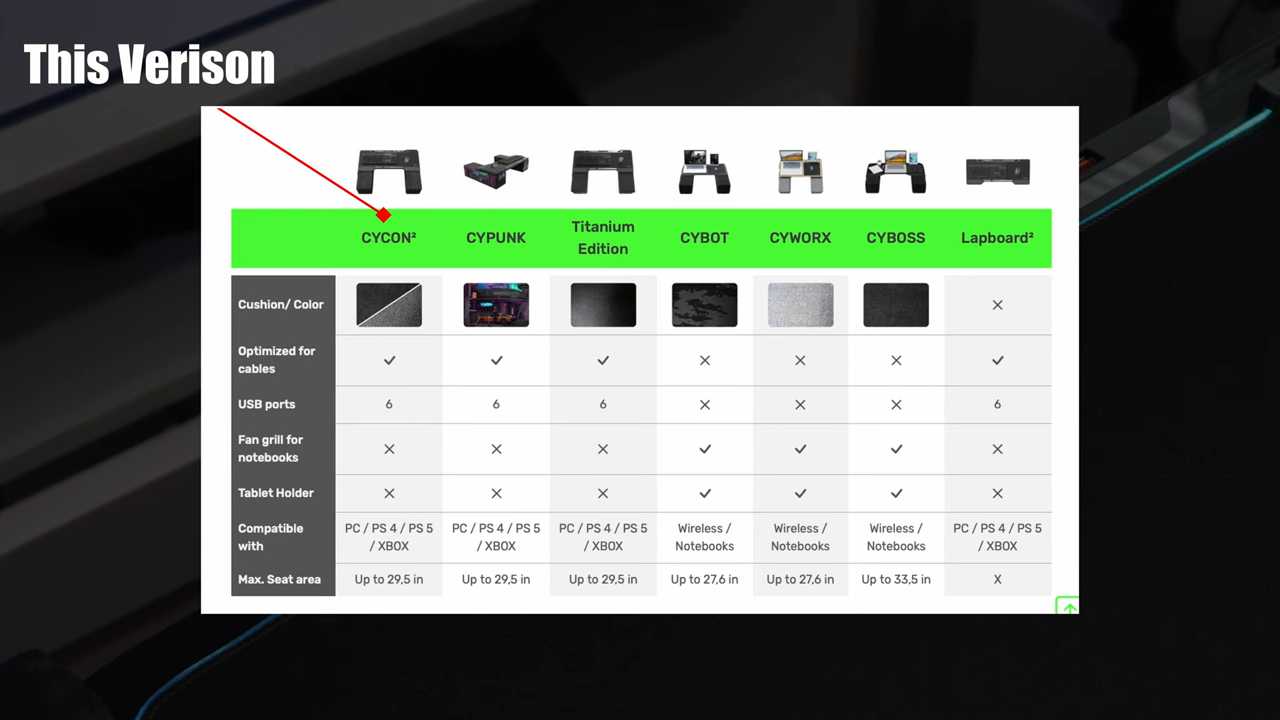 This Verison
CYCON² CYPUNK Titanium Edition CYBOT CYWORX CYBOSS Lapboard²
Cushion/ Color
Optimized for cables
USB ports 6 6 6 6
Fan grill for notebooks
Tablet Holder
Compatible with PC / PS 4 / PS 5 / XBOX PC / PS 4 / PS 5 / XBOX PC / PS 4 / PS 5 / XBOX Wireless / Notebooks Wireless / Notebooks Wireless / Notebooks PC / PS 4 / PS 5 / XBOX
Max. Seat area Up to 29,5 in Up to 29,5 in Up to 29,5 in Up to 27,6 in Up to 27,6 in Up to 33,5 in X